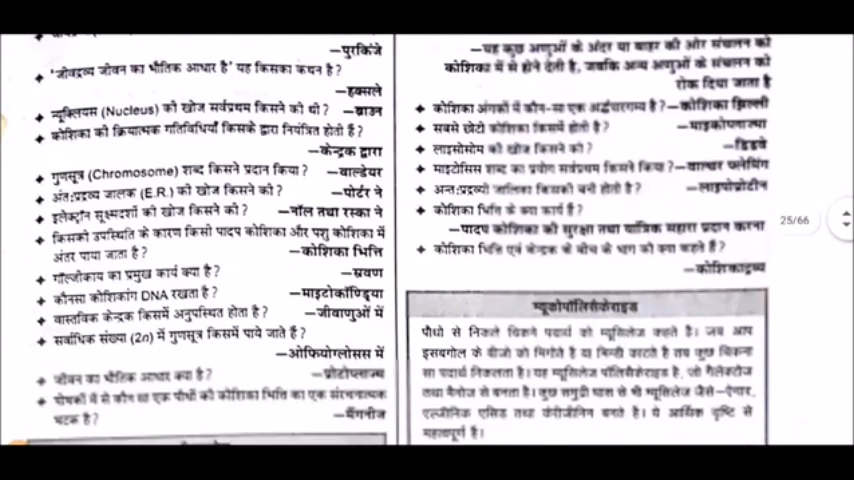 –पुरकिंजे
✦ 'जीवद्रव्य जीवन का भौतिक आधार है' यह किसका कथन है?
–हक्सले
✦ न्यूक्लियस (Nucleus) की खोज सर्वप्रथम किसने की थी? –ब्राउन
✦ कोशिका की क्रियात्मक गतिविधियाँ किसके द्वारा नियंत्रित होती हैं?
–केन्द्रक द्वारा
✦ गुणसूत्र (Chromosome) शब्द किसने प्रदान किया? –वाल्डेयर
✦ अंत:प्रद्रव्य जालक (E.R.) की खोज किसने की? –पोर्टर ने
✦ इलेक्ट्रॉन सूक्ष्मदर्शी की खोज किसने की? –नॉल तथा रस्का ने
✦ किसकी उपस्थिति के कारण किसी पादप कोशिका और पशु कोशिका में
अंतर पाया जाता है? –कोशिका भित्ति
✦ गॉल्जीकाय का प्रमुख कार्य क्या है? –स्रवण
✦ कौनसा कोशिकांग DNA रखता है? –माइटोकॉण्ड्रिया
✦ वास्तविक केन्द्रक किसमें अनुपस्थित होता है? –जीवाणुओं में
✦ सर्वाधिक संख्या (2n) में गुणसूत्र किसमें पाये जाते हैं?
–ओफियोग्लोसस में
✦ जीवन का भौतिक आधार क्या है? –प्रोटोप्लाज्म
✦ पोषकों में से कौन सा एक पौधों की कोशिका भित्ति का एक संरचनात्मक
घटक है? –मैंगनीज
–यह कुछ अणुओं के अंदर या बाहर की ओर संचलन को
कोशिका में से होने देती है, जबकि अन्य अणुओं के संचलन को
रोक दिया जाता है
✦ कोशिका अंगकों में कौन-सा एक अर्द्धपारगम्य है? –कोशिका झिल्ली
✦ सबसे छोटी कोशिका किसमें होती है? –माइकोप्लाज्मा
✦ लाइसोसोम की खोज किसने की? –डिडवे
✦ माइटोसिस शब्द का प्रयोग सर्वप्रथम किसने किया? –वाल्थर फ्लेमिंग
✦ अन्त:प्रद्रव्यी जालिका किसकी बनी होती है? –लाइपोप्रोटीन
✦ कोशिका भित्ति के क्या कार्य हैं?
–पादप कोशिका की सुरक्षा तथा यांत्रिक सहारा प्रदान करना
✦ कोशिका भित्ति एवं केन्द्रक के बीच के भाग को क्या कहते हैं?
–कोशिकाद्रव्य
म्यूकोपॉलिसैकेराइड
पौधों से निकले चिकने पदार्थ को म्यूसिलेज कहते हैं। जब आप
इसबगोल के बीजों को भिगोते हैं या भिण्डी काटते हैं तब कुछ चिकना
सा पदार्थ निकलता है। यह म्यूसिलेज पॉलिसैकेराइड है, जो गैलेक्टोज
तथा मैनोज से बनता है। कुछ समुद्री घास से भी म्यूसिलेज जैसे–ऐगार,
एल्जीनिक एसिड तथा कैरीजीनिन बनते हैं। ये आर्थिक दृष्टि से
महत्वपूर्ण हैं।
25/66